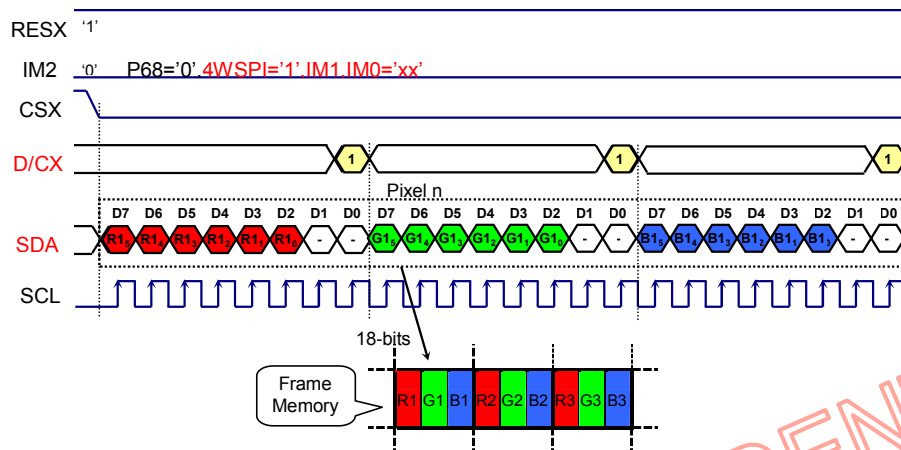 RESX '1'
IM2 '0' P68='0',4WSPI='1',IM1,IM0='xx'
CSX
D/CX 1 1 1
Pixel n
D7 D6 D5 D4 D3 D2 D1 D0 D7 D6 D5 D4 D3 D2 D1 D0 D7 D6 D5 D4 D3 D2 D1 D0
SDA R1₅ R1₄ R1₃ R1₂ R1₁ R1₀ - - G1₅ G1₄ G1₃ G1₂ G1₁ G1₀ - - B1₅ B1₄ B1₃ B1₂ B1₁ B1₃ - -
SCL
18-bits
Frame
Memory
R1 G1 B1 R2 G2 B2 R3 G3 B3